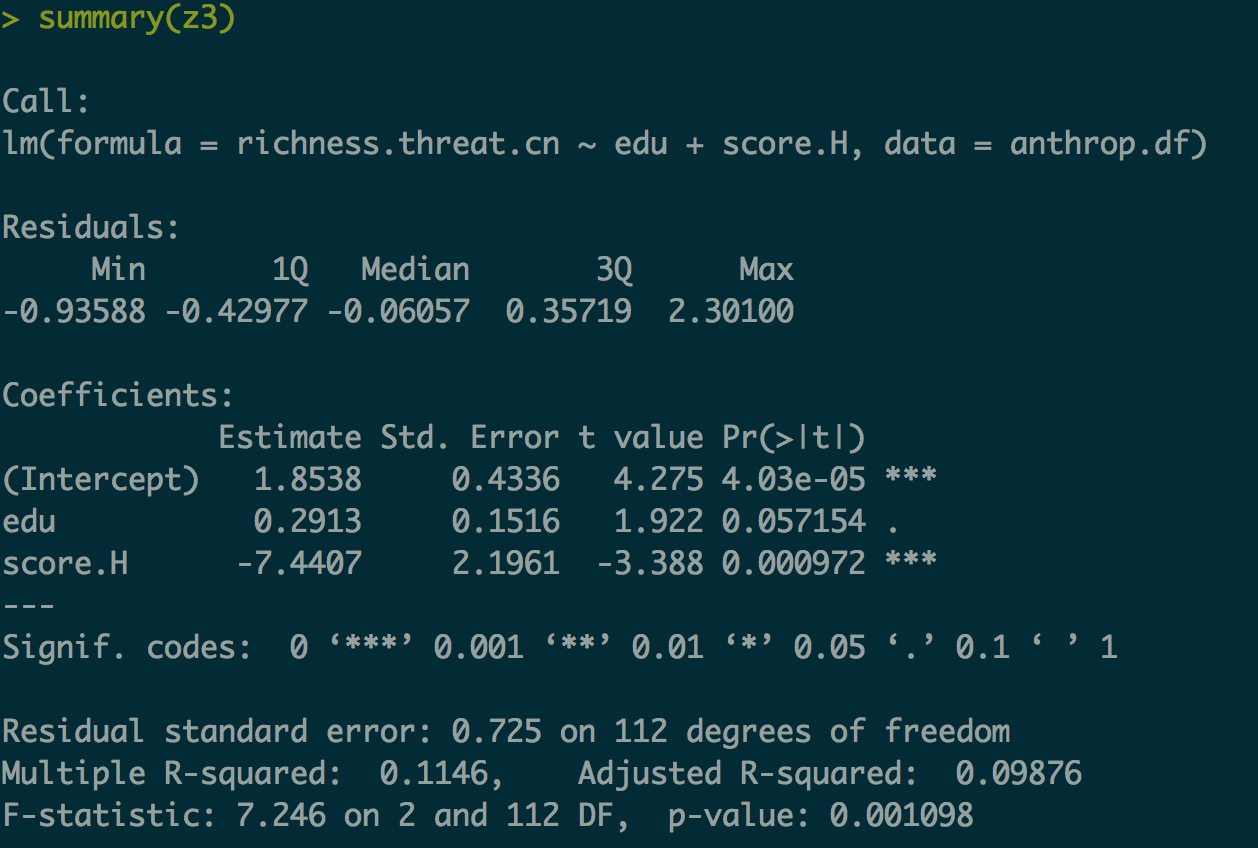 > summary(z3)
Call:
lm(formula = richness.threat.cn ~ edu + score.H, data = anthrop.df)
Residuals:
     Min       1Q   Median       3Q      Max
-0.93588 -0.42977 -0.06057  0.35719  2.30100
Coefficients:
            Estimate Std. Error t value Pr(>|t|)
(Intercept)   1.8538     0.4336   4.275 4.03e-05 ***
edu           0.2913     0.1516   1.922 0.057154 .
score.H      -7.4407     2.1961  -3.388 0.000972 ***
---
Signif. codes:  0 ‘***’ 0.001 ‘**’ 0.01 ‘*’ 0.05 ‘.’ 0.1 ‘ ’ 1
Residual standard error: 0.725 on 112 degrees of freedom
Multiple R-squared:  0.1146,    Adjusted R-squared:  0.09876
F-statistic: 7.246 on 2 and 112 DF,  p-value: 0.001098